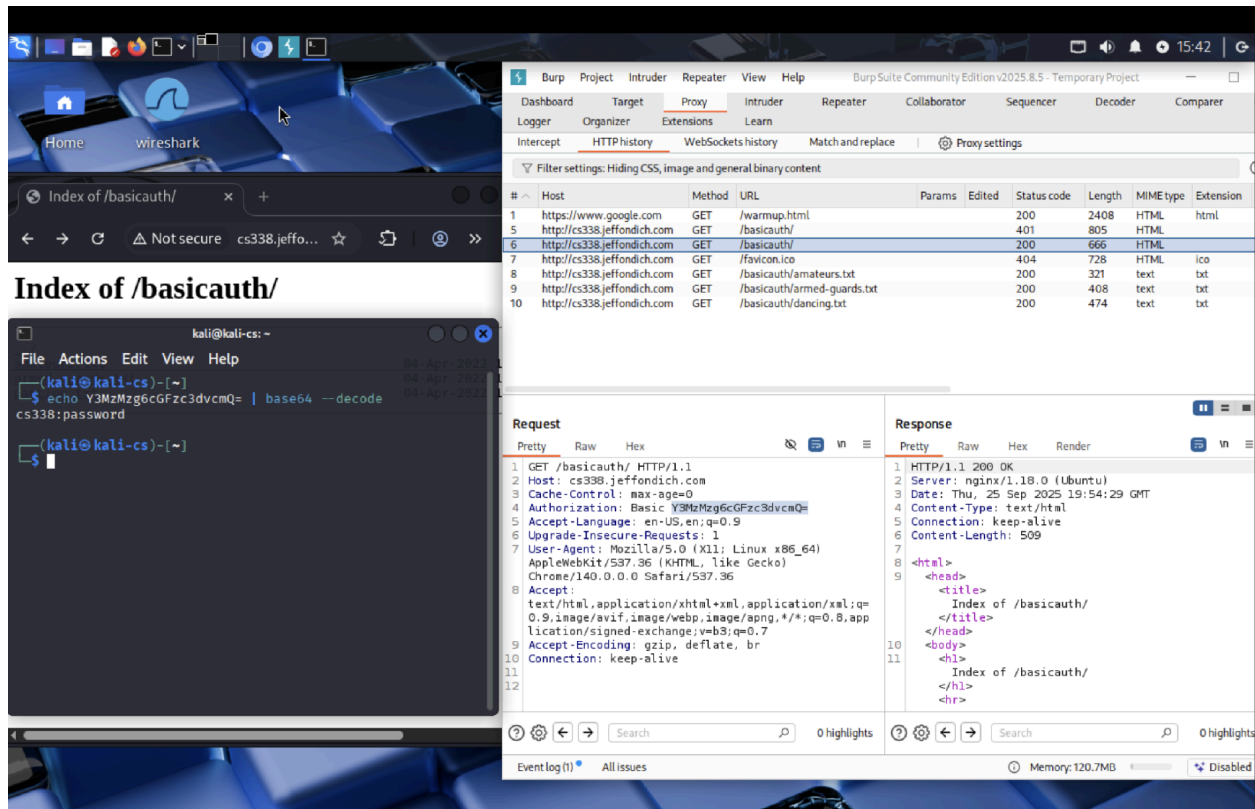 15:42
Home
wireshark
Index of /basicauth/
Not secure cs338.jeffo...
Index of /basicauth/
kali@kali-cs: ~
File Actions Edit View Help
(kali㉿kali-cs)-[~]
$ echo Y3MzMzg6cGFzc3dvcmQ= | base64 --decode
cs338:password
(kali㉿kali-cs)-[~]
$
Burp Project Intruder Repeater View Help Burp Suite Community Edition v2025.8.5 - Temporary Project
Dashboard Target Proxy Intruder Repeater Collaborator Sequencer Decoder Comparer
Logger Organizer Extensions Learn
Intercept HTTP history WebSockets history Match and replace Proxy settings
Filter settings: Hiding CSS, image and general binary content
# Host Method URL Params Edited Status code Length MIME type Extension
1 https://www.google.com GET /warmup.html 200 2408 HTML html
5 http://cs338.jeffondich.com GET /basicauth/ 401 805 HTML
6 http://cs338.jeffondich.com GET /basicauth/ 200 666 HTML
7 http://cs338.jeffondich.com GET /favicon.ico 404 728 HTML ico
8 http://cs338.jeffondich.com GET /basicauth/amateurs.txt 200 321 text txt
9 http://cs338.jeffondich.com GET /basicauth/armed-guards.txt 200 408 text txt
10 http://cs338.jeffondich.com GET /basicauth/dancing.txt 200 474 text txt
Request
Pretty Raw Hex \n
1 GET /basicauth/ HTTP/1.1
2 Host: cs338.jeffondich.com
3 Cache-Control: max-age=0
4 Authorization: Basic Y3MzMzg6cGFzc3dvcmQ=
5 Accept-Language: en-US,en;q=0.9
6 Upgrade-Insecure-Requests: 1
7 User-Agent: Mozilla/5.0 (X11; Linux x86_64)
AppleWebKit/537.36 (KHTML, like Gecko)
Chrome/140.0.0.0 Safari/537.36
8 Accept:
text/html,application/xhtml+xml,application/xml;q=
0.9,image/avif,image/webp,image/apng,*/*;q=0.8,app
lication/signed-exchange;v=b3;q=0.7
9 Accept-Encoding: gzip, deflate, br
10 Connection: keep-alive
11
12
Search 0 highlights
Response
Pretty Raw Hex Render \n
1 HTTP/1.1 200 OK
2 Server: nginx/1.18.0 (Ubuntu)
3 Date: Thu, 25 Sep 2025 19:54:29 GMT
4 Content-Type: text/html
5 Connection: keep-alive
6 Content-Length: 509
7
8 <html>
9 <head>
<title>
Index of /basicauth/
</title>
</head>
10 <body>
11 <h1>
Index of /basicauth/
</h1>
<hr>
Search 0 highlights
Event log (1) All issues Memory: 120.7MB Disabled